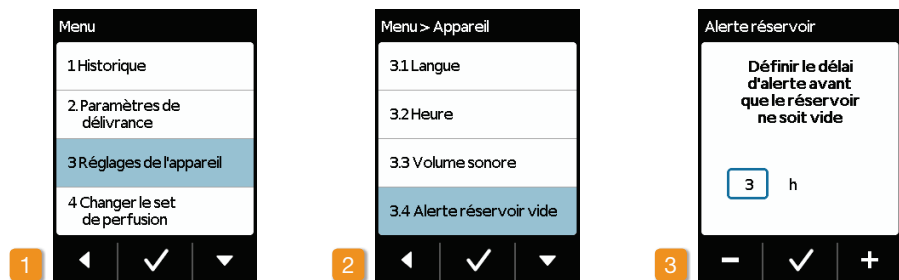 Menu
1 Historique
2. Paramètres de
délivrance
3 Réglages de l'appareil
4 Changer le set
de perfusion
1
Menu > Appareil
3.1 Langue
3.2 Heure
3.3 Volume sonore
3.4 Alerte réservoir vide
2
Alerte réservoir
Définir le délai
d'alerte avant
que le réservoir
ne soit vide
3 h
3